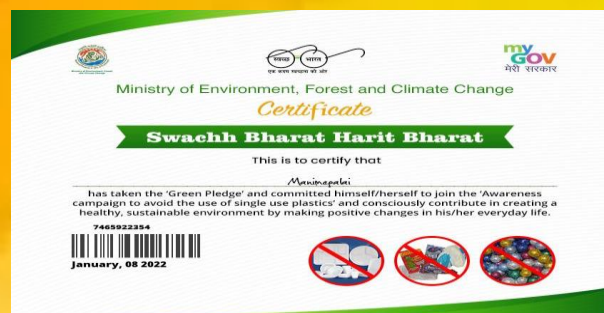 स्वच्छ भारत
एक कदम स्वच्छता की ओर
my
GOV
मेरी सरकार
Ministry of Environment, Forest and Climate Change
Certificate
Swachh Bharat Harit Bharat
This is to certify that
Manimepalai
has taken the 'Green Pledge' and committed himself/herself to join the 'Awareness
campaign to avoid the use of single use plastics' and consciously contribute in creating a
healthy, sustainable environment by making positive changes in his/her everyday life.
7465922354
January, 08 2022